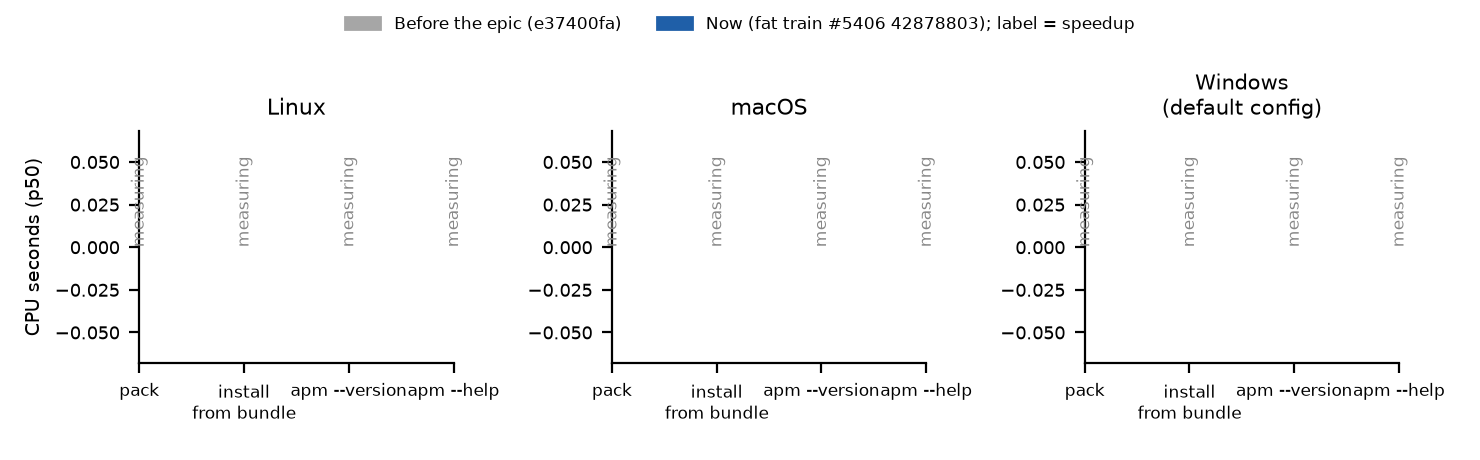 Before the epic (e37400fa)
Now (fat train #5406 42878803); label = speedup
Linux
CPU seconds (p50)
0.050
0.025
0.000
−0.025
−0.050
measuring
measuring
measuring
measuring
pack
install
from bundle
apm --version
apm --help
macOS
0.050
0.025
0.000
−0.025
−0.050
measuring
measuring
measuring
measuring
pack
install
from bundle
apm --version
apm --help
Windows
(default config)
0.050
0.025
0.000
−0.025
−0.050
measuring
measuring
measuring
measuring
pack
install
from bundle
apm --version
apm --help